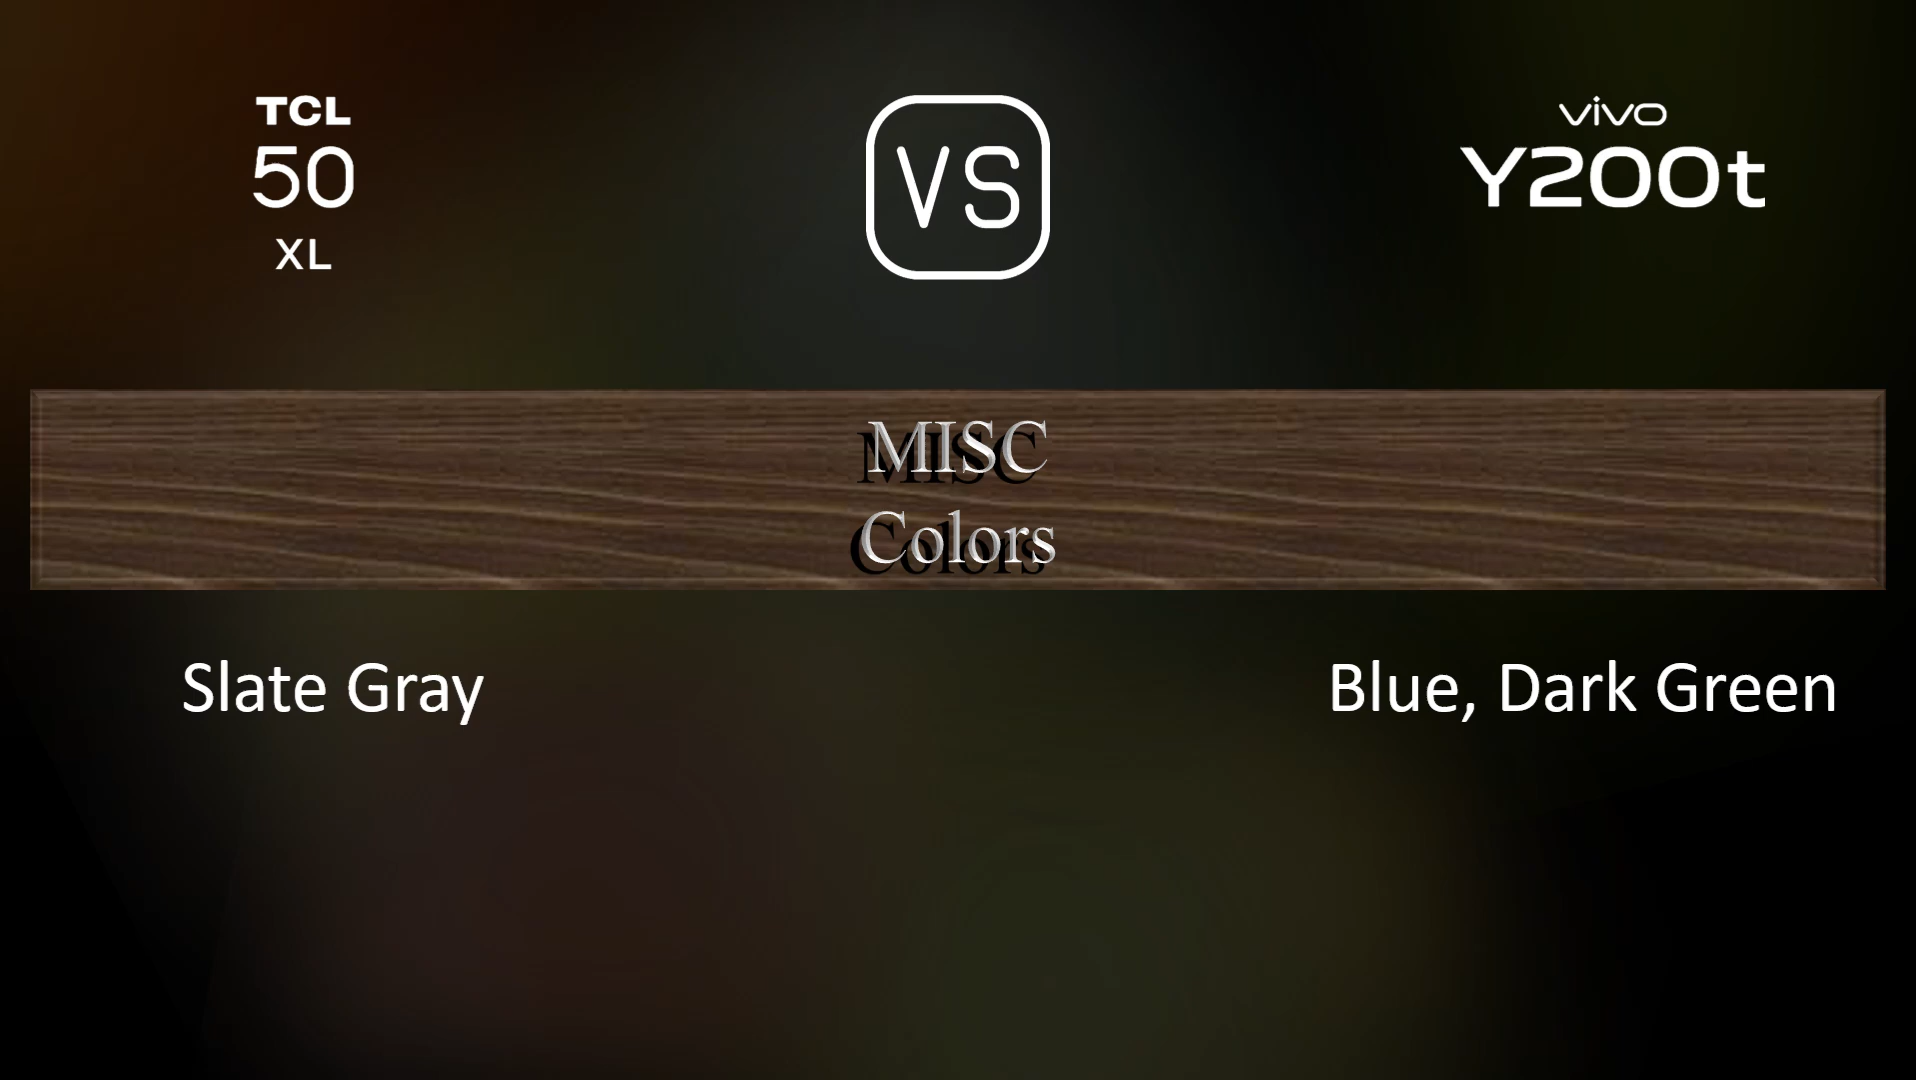 TCL
50
XL
VS
vivo
Y200t
MISC
Colors
Slate Gray
Blue, Dark Green